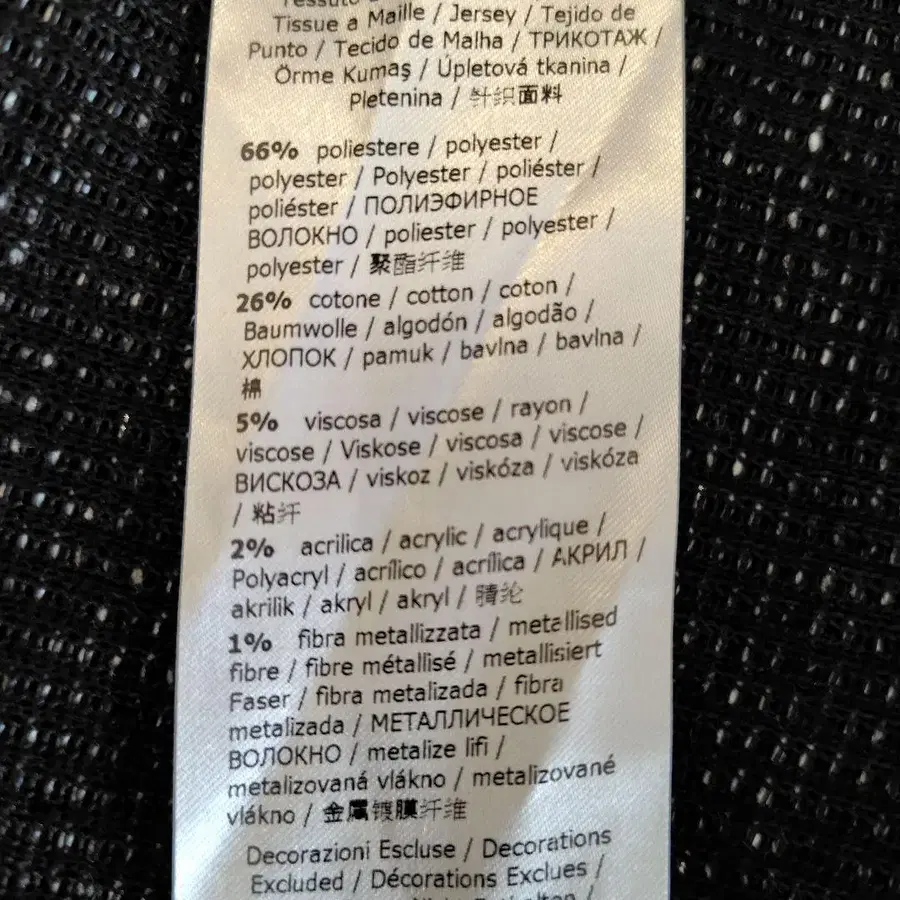 Tessuto
Tissue a Maille / Jersey / Tejido de
Punto / Tecido de Malha / ТРИКОТАЖ /
Örme Kumaş / Úpletová tkanina /
Pletenina / 针织面料
66% poliestere / polyester /
polyester / Polyester / poliéster /
poliéster / ПОЛИЭФИРНОЕ
ВОЛОКНО / poliester / polyester /
polyester / 聚酯纤维
26% cotone / cotton / coton /
Baumwolle / algodón / algodão /
ХЛОПОК / pamuk / bavlna / bavlna /
棉
5% viscosa / viscose / rayon /
viscose / Viskose / viscosa / viscose /
ВИСКОЗА / viskoz / viskóza / viskóza
/ 粘纤
2% acrilica / acrylic / acrylique /
Polyacryl / acrílico / acrílica / АКРИЛ /
akrilik / akryl / akryl / 腈纶
1% fibra metallizzata / metallised
fibre / fibre métallisé / metallisiert
Faser / fibra metalizada / fibra
metalizada / МЕТАЛЛИЧЕСКОЕ
ВОЛОКНО / metalize lifi /
metalizovaná vlákno / metalizované
vlákno / 金属镀膜纤维
Decorazioni Escluse / Decorations
Excluded / Décorations Exclues /